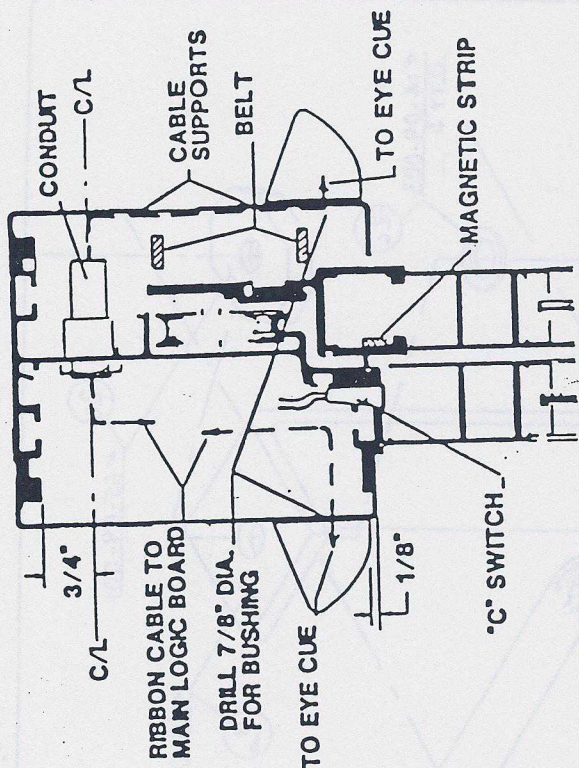 CONDUIT
C/L
CABLE
SUPPORTS
BELT
TO EYE CUE
MAGNETIC STRIP
3/4"
C/L
RIBBON CABLE TO
MAIN LOGIC BOARD
DRILL 7/8" DIA.
FOR BUSHING
TO EYE CUE
1/8"
"C" SWITCH